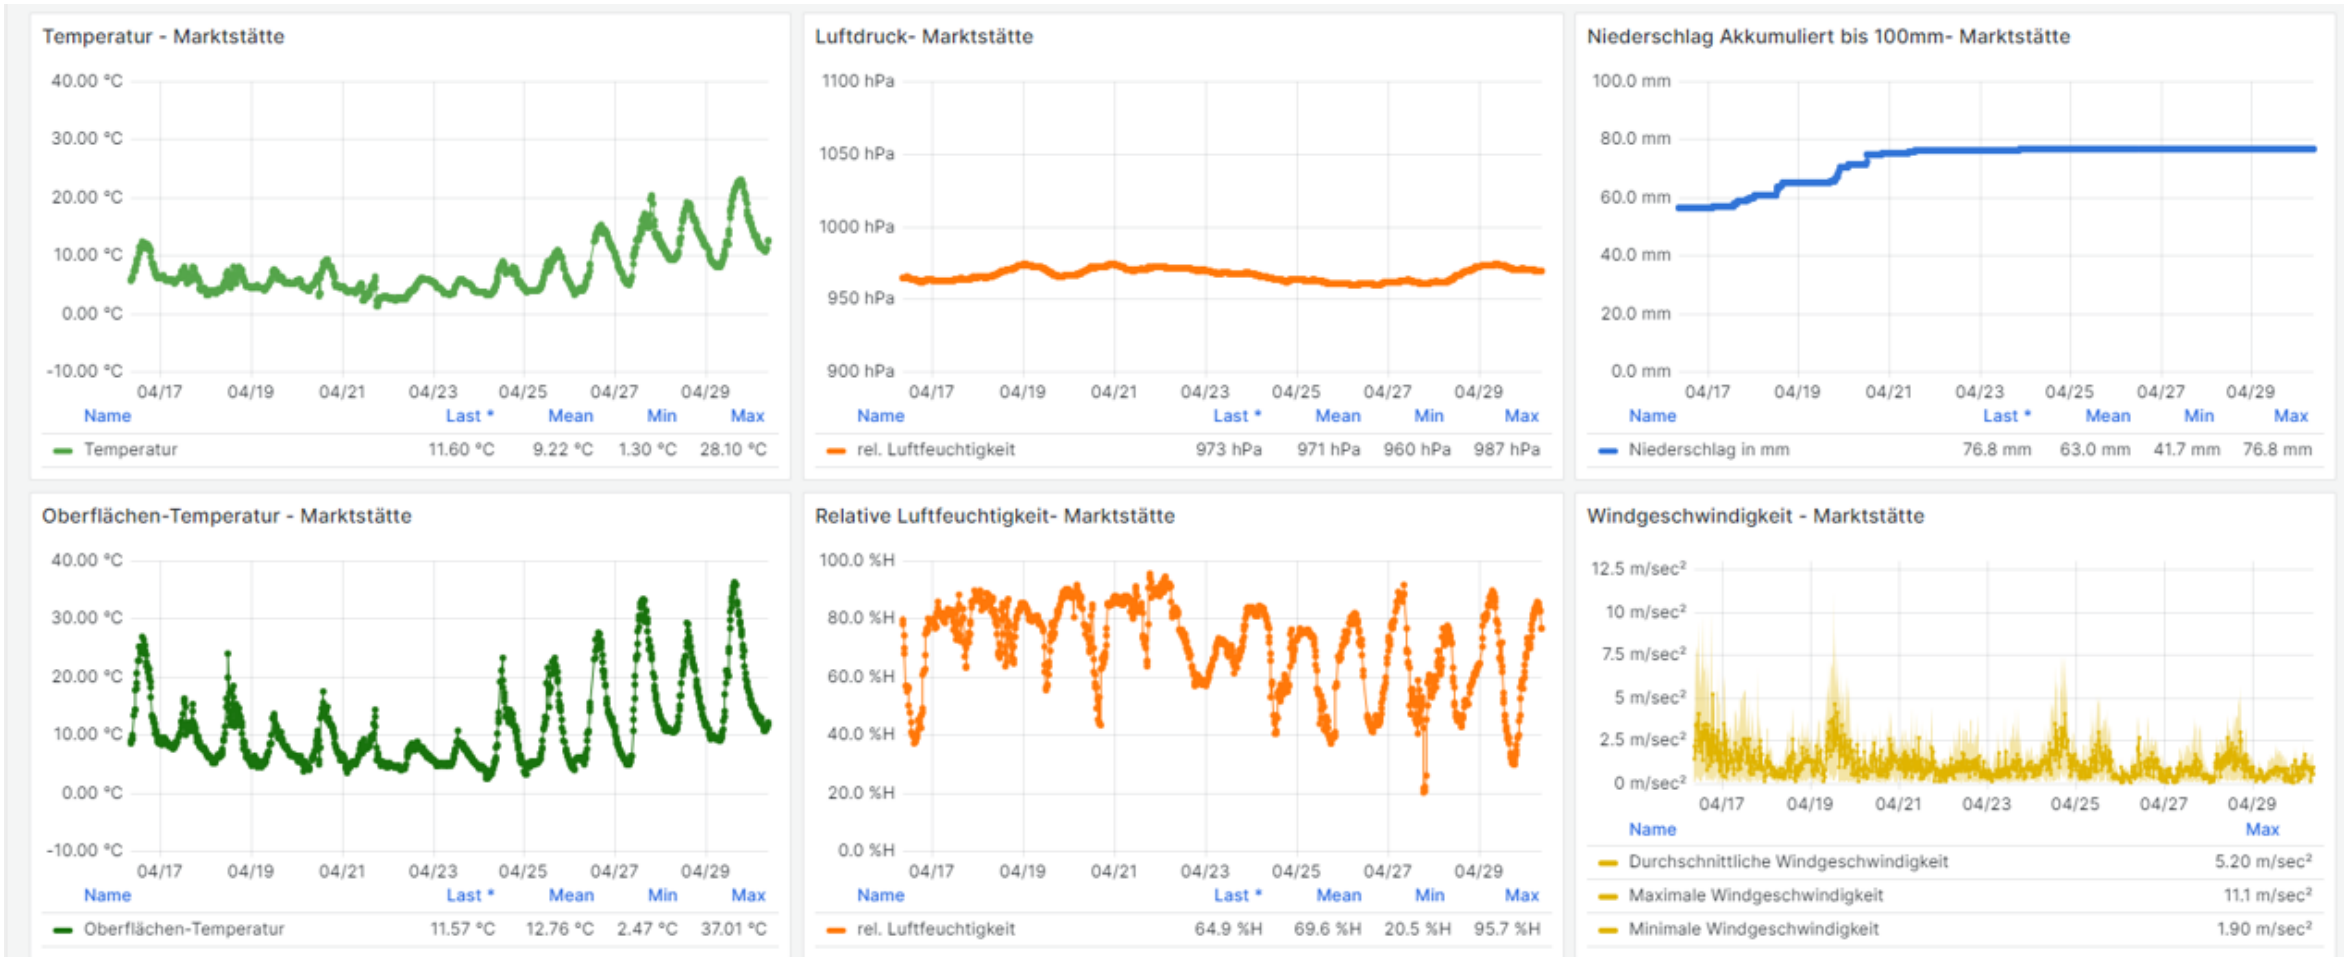 Temperatur - Marktstätte
40.00 °C
30.00 °C
20.00 °C
10.00 °C
0.00 °C
-10.00 °C
04/17 04/19 04/21 04/23 04/25 04/27 04/29
Name Last * Mean Min Max
Temperatur 11.60 °C 9.22 °C 1.30 °C 28.10 °C
Luftdruck- Marktstätte
1100 hPa
1050 hPa
1000 hPa
950 hPa
900 hPa
04/17 04/19 04/21 04/23 04/25 04/27 04/29
Name Last * Mean Min Max
rel. Luftfeuchtigkeit 973 hPa 971 hPa 960 hPa 987 hPa
Niederschlag Akkumuliert bis 100mm- Marktstätte
100.0 mm
80.0 mm
60.0 mm
40.0 mm
20.0 mm
0.0 mm
04/17 04/19 04/21 04/23 04/25 04/27 04/29
Name Last * Mean Min Max
Niederschlag in mm 76.8 mm 63.0 mm 41.7 mm 76.8 mm
Oberflächen-Temperatur - Marktstätte
40.00 °C
30.00 °C
20.00 °C
10.00 °C
0.00 °C
-10.00 °C
04/17 04/19 04/21 04/23 04/25 04/27 04/29
Name Last * Mean Min Max
Oberflächen-Temperatur 11.57 °C 12.76 °C 2.47 °C 37.01 °C
Relative Luftfeuchtigkeit- Marktstätte
100.0 %H
80.0 %H
60.0 %H
40.0 %H
20.0 %H
0.0 %H
04/17 04/19 04/21 04/23 04/25 04/27 04/29
Name Last * Mean Min Max
rel. Luftfeuchtigkeit 64.9 %H 69.6 %H 20.5 %H 95.7 %H
Windgeschwindigkeit - Marktstätte
12.5 m/sec²
10 m/sec²
7.5 m/sec²
5 m/sec²
2.5 m/sec²
0 m/sec²
04/17 04/19 04/21 04/23 04/25 04/27 04/29
Name Max
Durchschnittliche Windgeschwindigkeit 5.20 m/sec²
Maximale Windgeschwindigkeit 11.1 m/sec²
Minimale Windgeschwindigkeit 1.90 m/sec²